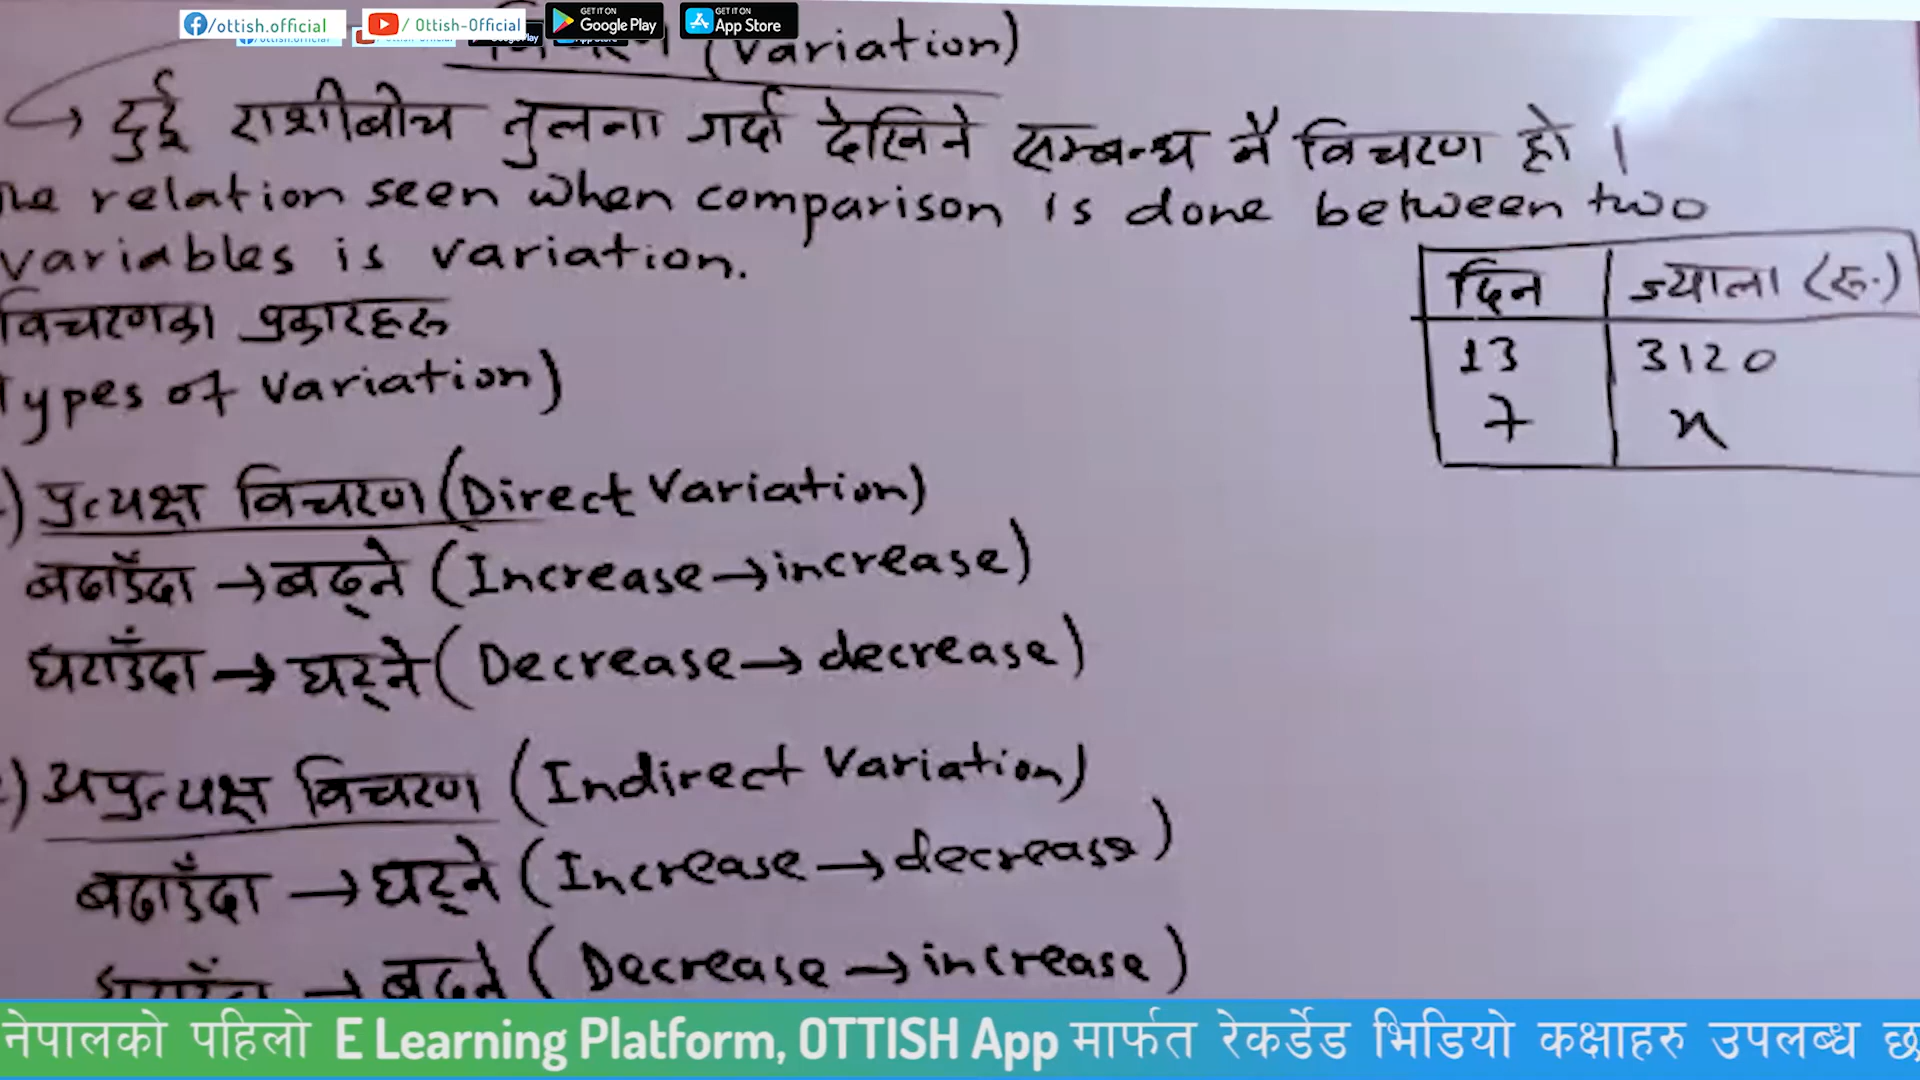 /ottish.official / Ottish-Official GET IT ON Google Play GET IT ON App Store
(Variation)
→ दुई राशीबीच तुलना गर्दा देखिने सम्बन्ध नै विचरण हो ।
he relation seen when comparison is done between two
variables is variation.
विचरणका प्रकारहरु
Types of Variation)
) प्रत्यक्ष विचरण (Direct Variation)
बढाउँदा → बढ्ने (Increase → increase)
घटाउँदा → घट्ने (Decrease → decrease)
) अप्रत्यक्ष विचरण (Indirect Variation)
बढाउँदा → घट्ने (Increase → decrease)
घटाउँदा → बढ्ने (Decrease → increase)
दिन ज्याला (रु.)
13 3120
7 x
नेपालको पहिलो E Learning Platform, OTTISH App मार्फत रेकर्डेड भिडियो कक्षाहरु उपलब्ध छ